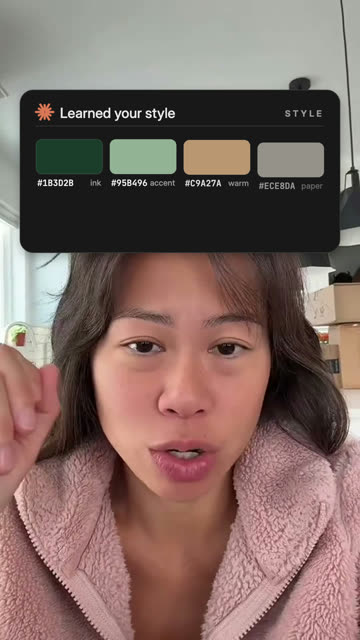 Learned your style
STYLE
#1B3D2B ink
#95B496 accent
#C9A27A warm
#ECE8DA paper